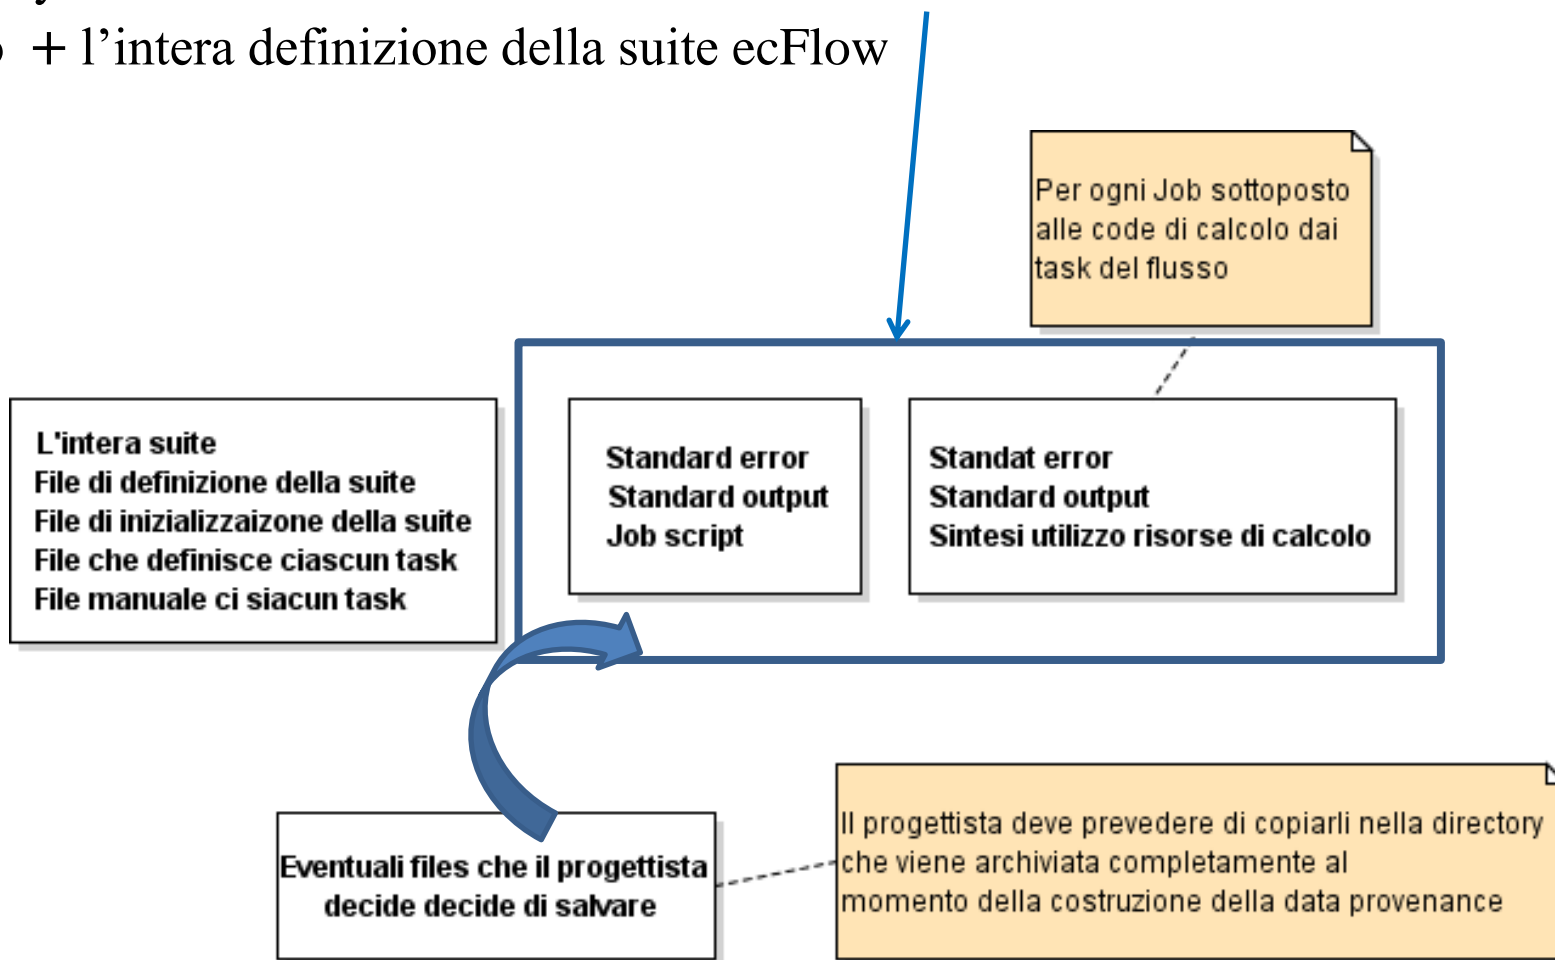 + l’intera definizione della suite ecFlow
Per ogni Job sottoposto
alle code di calcolo dai
task del flusso
L'intera suite
File di definizione della suite
File di inizializzaizone della suite
File che definisce ciascun task
File manuale ci siacun task
Standard error
Standard output
Job script
Standat error
Standard output
Sintesi utilizzo risorse di calcolo
Eventuali files che il progettista
decide decide di salvare
Il progettista deve prevedere di copiarli nella directory
che viene archiviata completamente al
momento della costruzione della data provenance